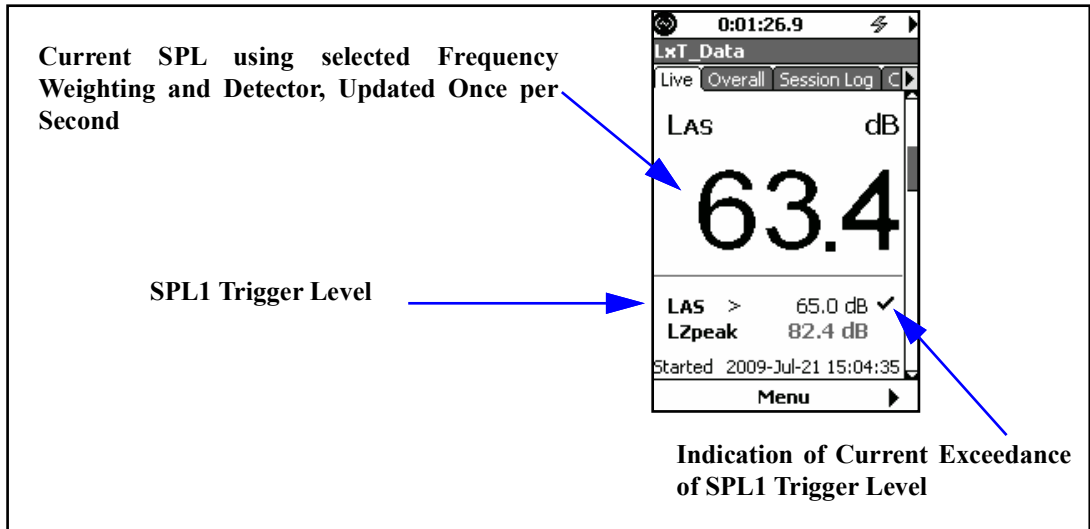 Current SPL using selected Frequency
Weighting and Detector, Updated Once per
Second
0:01:26.9
LxT_Data
Live Overall Session Log C
LAS dB
63.4
SPL1 Trigger Level
LAS > 65.0 dB ✓
LZpeak 82.4 dB
Started 2009-Jul-21 15:04:35
Menu
Indication of Current Exceedance
of SPL1 Trigger Level